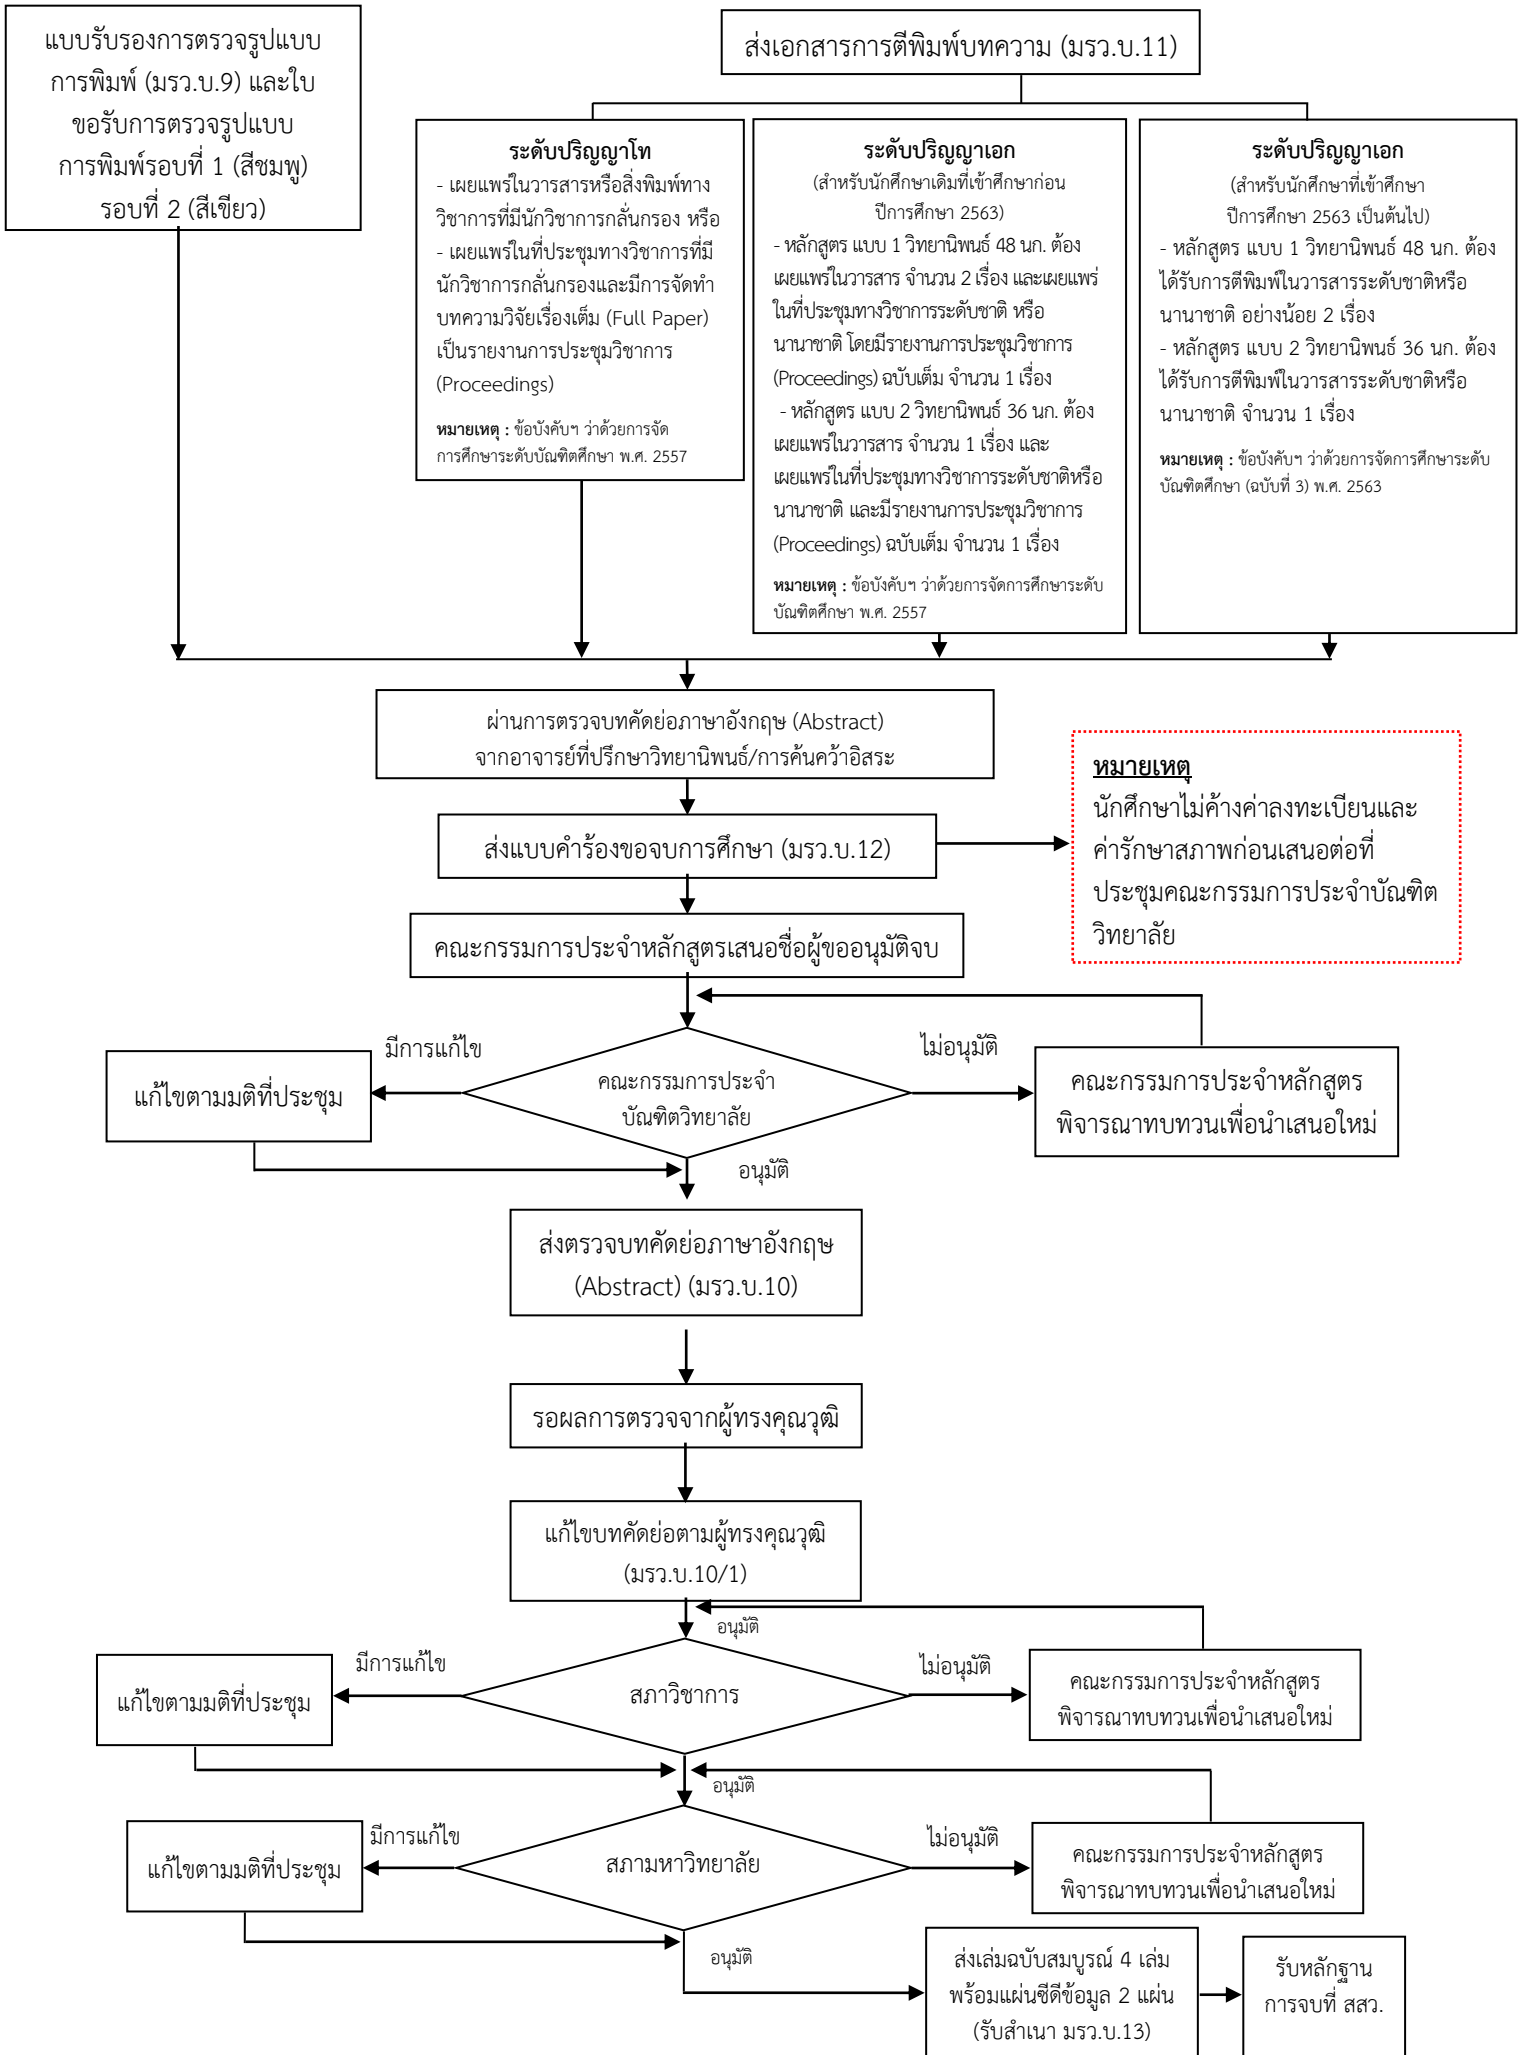 แบบรับรองการตรวจรูปแบบ
การพิมพ์ (มรว.บ.9) และใบ
ขอรับการตรวจรูปแบบ
การพิมพ์รอบที่ 1 (สีชมพู)
รอบที่ 2 (สีเขียว)
ส่งเอกสารการตีพิมพ์บทความ (มรว.บ.11)
ระดับปริญญาโท
- เผยแพร่ในวารสารหรือสิ่งพิมพ์ทาง
วิชาการที่มีนักวิชาการกลั่นกรอง หรือ
- เผยแพร่ในที่ประชุมทางวิชาการที่มี
นักวิชาการกลั่นกรองและมีการจัดทำ
บทความวิจัยเรื่องเต็ม (Full Paper)
เป็นรายงานการประชุมวิชาการ
(Proceedings)
หมายเหตุ : ข้อบังคับฯ ว่าด้วยการจัด
การศึกษาระดับบัณฑิตศึกษา พ.ศ. 2557
ระดับปริญญาเอก
(สำหรับนักศึกษาเดิมที่เข้าศึกษาก่อน
ปีการศึกษา 2563)
- หลักสูตร แบบ 1 วิทยานิพนธ์ 48 นก. ต้อง
เผยแพร่ในวารสาร จำนวน 2 เรื่อง และเผยแพร่
ในที่ประชุมทางวิชาการระดับชาติ หรือ
นานาชาติ โดยมีรายงานการประชุมวิชาการ
(Proceedings) ฉบับเต็ม จำนวน 1 เรื่อง
- หลักสูตร แบบ 2 วิทยานิพนธ์ 36 นก. ต้อง
เผยแพร่ในวารสาร จำนวน 1 เรื่อง และ
เผยแพร่ในที่ประชุมทางวิชาการระดับชาติหรือ
นานาชาติ และมีรายงานการประชุมวิชาการ
(Proceedings) ฉบับเต็ม จำนวน 1 เรื่อง
หมายเหตุ : ข้อบังคับฯ ว่าด้วยการจัดการศึกษาระดับ
บัณฑิตศึกษา พ.ศ. 2557
ระดับปริญญาเอก
(สำหรับนักศึกษาที่เข้าศึกษา
ปีการศึกษา 2563 เป็นต้นไป)
- หลักสูตร แบบ 1 วิทยานิพนธ์ 48 นก. ต้อง
ได้รับการตีพิมพ์ในวารสารระดับชาติหรือ
นานาชาติ อย่างน้อย 2 เรื่อง
- หลักสูตร แบบ 2 วิทยานิพนธ์ 36 นก. ต้อง
ได้รับการตีพิมพ์ในวารสารระดับชาติหรือ
นานาชาติ จำนวน 1 เรื่อง
หมายเหตุ : ข้อบังคับฯ ว่าด้วยการจัดการศึกษาระดับ
บัณฑิตศึกษา (ฉบับที่ 3) พ.ศ. 2563
ผ่านการตรวจบทคัดย่อภาษาอังกฤษ (Abstract)
จากอาจารย์ที่ปรึกษาวิทยานิพนธ์/การค้นคว้าอิสระ
ส่งแบบคำร้องขอจบการศึกษา (มรว.บ.12)
หมายเหตุ
นักศึกษาไม่ค้างค่าลงทะเบียนและ
ค่ารักษาสภาพก่อนเสนอต่อที่
ประชุมคณะกรรมการประจำบัณฑิต
วิทยาลัย
คณะกรรมการประจำหลักสูตรเสนอชื่อผู้ขออนุมัติจบ
มีการแก้ไข
ไม่อนุมัติ
แก้ไขตามมติที่ประชุม
คณะกรรมการประจำ
บัณฑิตวิทยาลัย
คณะกรรมการประจำหลักสูตร
พิจารณาทบทวนเพื่อนำเสนอใหม่
อนุมัติ
ส่งตรวจบทคัดย่อภาษาอังกฤษ
(Abstract) (มรว.บ.10)
รอผลการตรวจจากผู้ทรงคุณวุฒิ
แก้ไขบทคัดย่อตามผู้ทรงคุณวุฒิ
(มรว.บ.10/1)
อนุมัติ
มีการแก้ไข
ไม่อนุมัติ
แก้ไขตามมติที่ประชุม
สภาวิชาการ
คณะกรรมการประจำหลักสูตร
พิจารณาทบทวนเพื่อนำเสนอใหม่
อนุมัติ
มีการแก้ไข
ไม่อนุมัติ
แก้ไขตามมติที่ประชุม
สภามหาวิทยาลัย
คณะกรรมการประจำหลักสูตร
พิจารณาทบทวนเพื่อนำเสนอใหม่
อนุมัติ
ส่งเล่มฉบับสมบูรณ์ 4 เล่ม
พร้อมแผ่นซีดีข้อมูล 2 แผ่น
(รับสำเนา มรว.บ.13)
รับหลักฐาน
การจบที่ สสว.